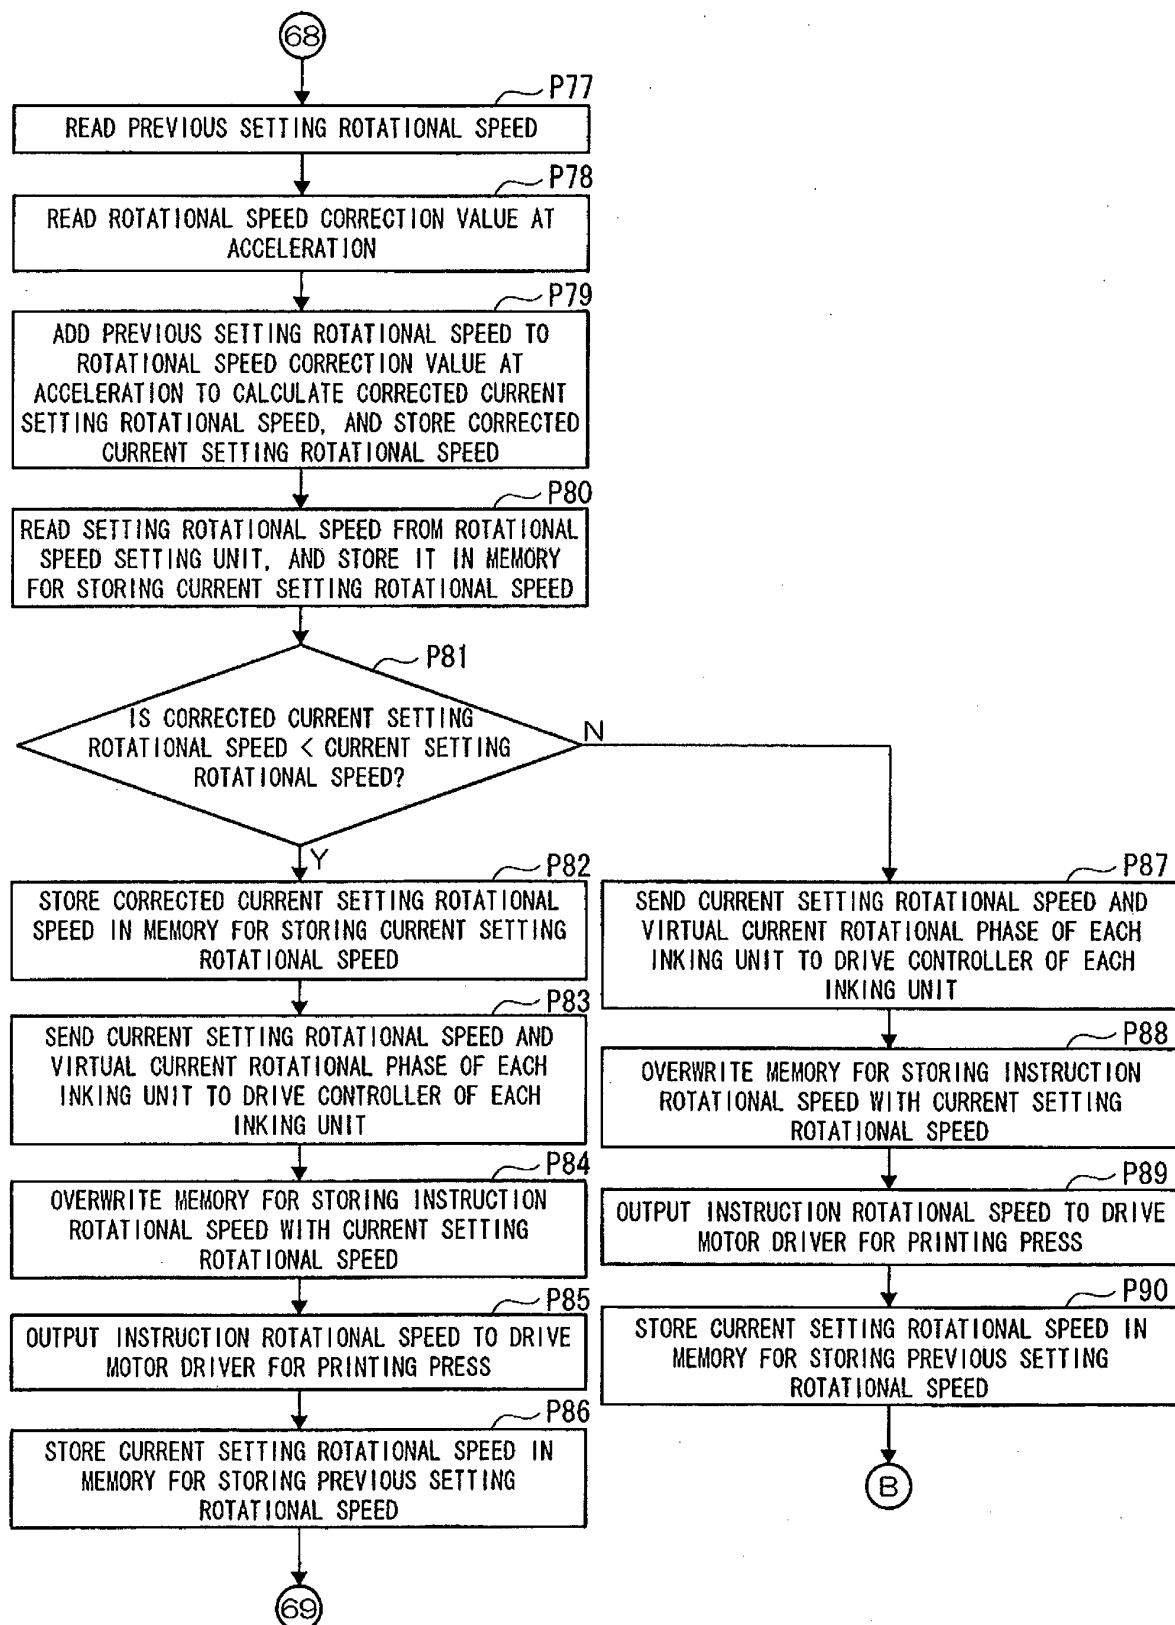 68
P77
READ PREVIOUS SETTING ROTATIONAL SPEED
P78
READ ROTATIONAL SPEED CORRECTION VALUE AT
ACCELERATION
P79
ADD PREVIOUS SETTING ROTATIONAL SPEED TO
ROTATIONAL SPEED CORRECTION VALUE AT
ACCELERATION TO CALCULATE CORRECTED CURRENT
SETTING ROTATIONAL SPEED, AND STORE CORRECTED
CURRENT SETTING ROTATIONAL SPEED
P80
READ SETTING ROTATIONAL SPEED FROM ROTATIONAL
SPEED SETTING UNIT, AND STORE IT IN MEMORY
FOR STORING CURRENT SETTING ROTATIONAL SPEED
P81
IS CORRECTED CURRENT SETTING
ROTATIONAL SPEED < CURRENT SETTING
ROTATIONAL SPEED?
N
Y
P82
STORE CORRECTED CURRENT SETTING ROTATIONAL
SPEED IN MEMORY FOR STORING CURRENT SETTING
ROTATIONAL SPEED
P83
SEND CURRENT SETTING ROTATIONAL SPEED AND
VIRTUAL CURRENT ROTATIONAL PHASE OF EACH
INKING UNIT TO DRIVE CONTROLLER OF EACH
INKING UNIT
P84
OVERWRITE MEMORY FOR STORING INSTRUCTION
ROTATIONAL SPEED WITH CURRENT SETTING
ROTATIONAL SPEED
P85
OUTPUT INSTRUCTION ROTATIONAL SPEED TO DRIVE
MOTOR DRIVER FOR PRINTING PRESS
P86
STORE CURRENT SETTING ROTATIONAL SPEED IN
MEMORY FOR STORING PREVIOUS SETTING
ROTATIONAL SPEED
69
P87
SEND CURRENT SETTING ROTATIONAL SPEED AND
VIRTUAL CURRENT ROTATIONAL PHASE OF EACH
INKING UNIT TO DRIVE CONTROLLER OF EACH
INKING UNIT
P88
OVERWRITE MEMORY FOR STORING INSTRUCTION
ROTATIONAL SPEED WITH CURRENT SETTING
ROTATIONAL SPEED
P89
OUTPUT INSTRUCTION ROTATIONAL SPEED TO DRIVE
MOTOR DRIVER FOR PRINTING PRESS
P90
STORE CURRENT SETTING ROTATIONAL SPEED IN
MEMORY FOR STORING PREVIOUS SETTING
ROTATIONAL SPEED
B